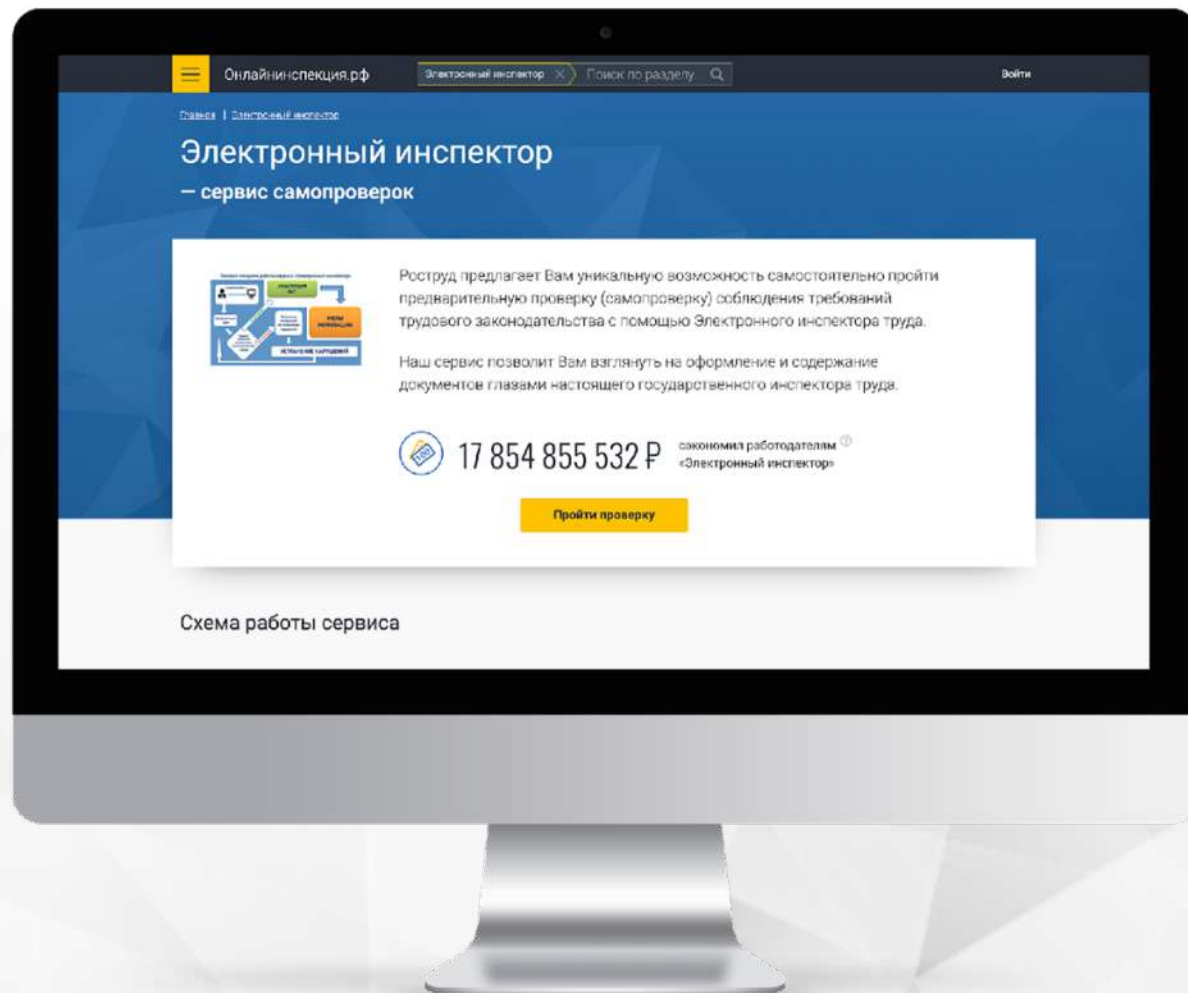 Онлайнинспекция.рф
Электронный инспектор
Поиск по разделу
Войти
Главная | Электронный инспектор
Электронный инспектор
— сервис самопроверок
Роструд предлагает Вам уникальную возможность самостоятельно пройти
предварительную проверку (самопроверку) соблюдения требований
трудового законодательства с помощью Электронного инспектора труда.
Наш сервис позволит Вам взглянуть на оформление и содержание
документов глазами настоящего государственного инспектора труда.
17 854 855 532 ₽
сэкономил работодателям
«Электронный инспектор»
Пройти проверку
Схема работы сервиса